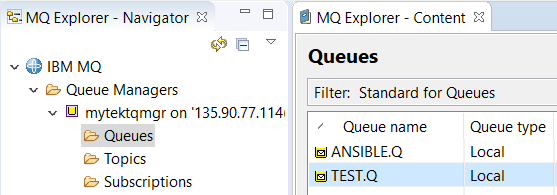 MQ Explorer - Navigator
IBM MQ
Queue Managers
mytektqmgr on '135.90.77.114(
Queues
Topics
Subscriptions
MQ Explorer - Content
Queues
Filter: Standard for Queues
Queue name Queue type
ANSIBLE.Q Local
TEST.Q Local